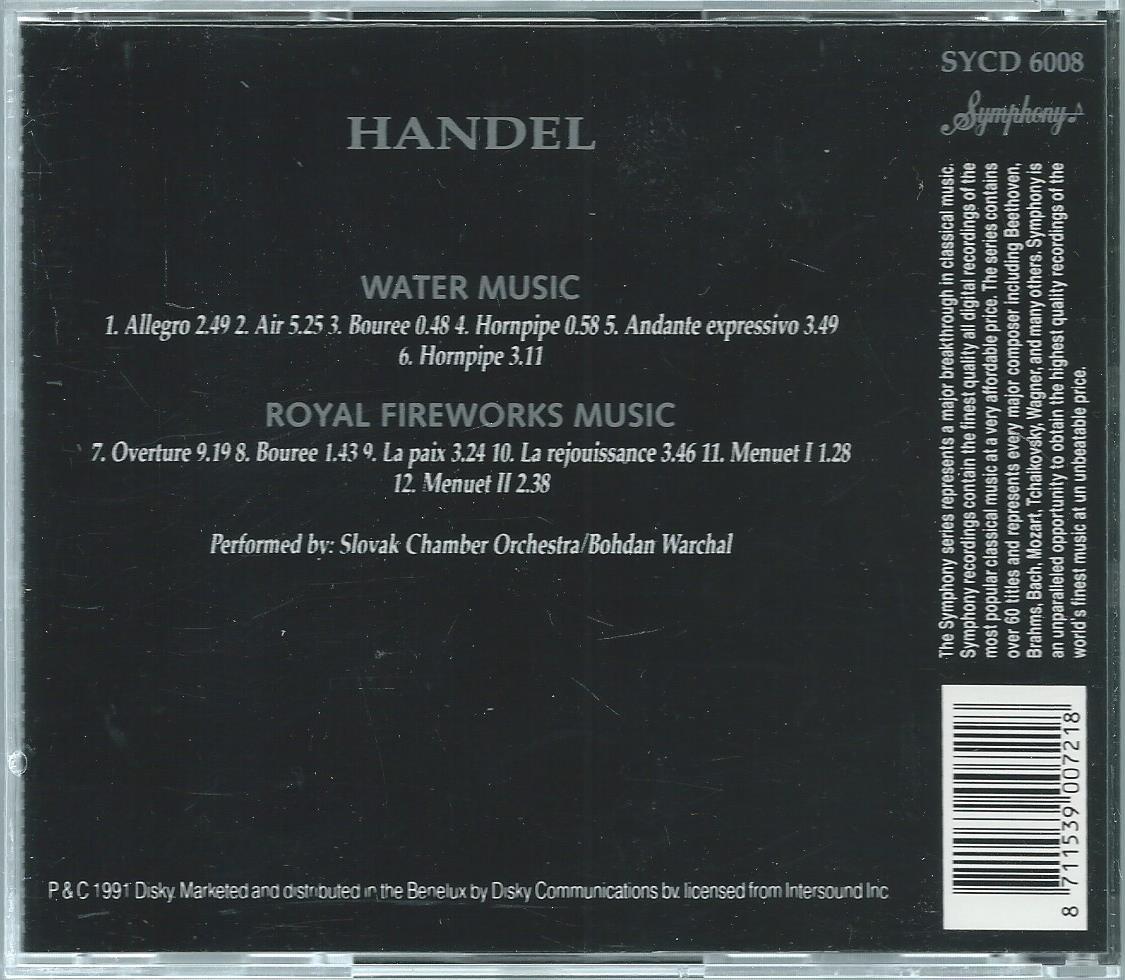 SYCD 6008
Symphony
HANDEL
WATER MUSIC
1. Allegro 2.49 2. Air 5.25 3. Bouree 0.48 4. Hornpipe 0.58 5. Andante expressivo 3.49
6. Hornpipe 3.11
ROYAL FIREWORKS MUSIC
7. Overture 9.19 8. Bouree 1.43 9. La paix 3.24 10. La rejouissance 3.46 11. Menuet I 1.28
12. Menuet II 2.38
Performed by: Slovak Chamber Orchestra/Bohdan Warchal
P & C 1991 Disky. Marketed and distributed in the Benelux by Disky Communications bv. licensed from Intersound Inc
The Symphony series represents a major breakthrough in classical music.
Symphony recordings contain the finest quality all digital recordings of the
most popular classical music at a very affordable price. The series contains
over 60 titles and represents every major composer including Beethoven,
Brahms, Bach, Mozart, Tchaikovsky, Wagner, and many others. Symphony is
an unparalleled opportunity to obtain the highest quality recordings of the
world's finest music at un unbeatable price.
8 711539 007218